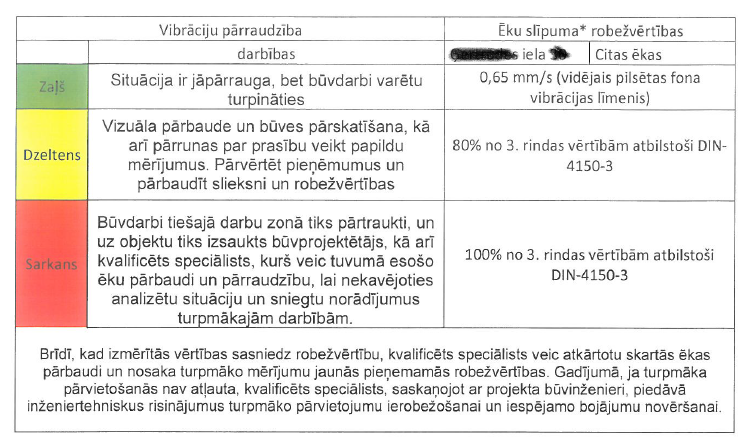 Vibrāciju pārraudzība Ēku slīpuma* robežvērtības
darbības iela Citas ēkas
Zaļš
Situācija ir jāpārrauga, bet būvdarbi varētu
turpināties
0,65 mm/s (vidējais pilsētas fona
vibrācijas līmenis)
Dzeltens
Vizuāla pārbaude un būves pārskatīšana, kā
arī pārrunas par prasību veikt papildu
mērījumus. Pārvērtēt pieņēmumus un
pārbaudīt slieksni un robežvērtības
80% no 3. rindas vērtībām atbilstoši DIN-
4150-3
Sarkans
Būvdarbi tiešajā darbu zonā tiks pārtraukti, un
uz objektu tiks izsaukts būvprojektētājs, kā arī
kvalificēts speciālists, kurš veic tuvumā esošo
ēku pārbaudi un pārraudzību, lai nekavējoties
analizētu situāciju un sniegtu norādījumus
turpmākajām darbībām.
100% no 3. rindas vērtībām atbilstoši
DIN-4150-3
Brīdī, kad izmērītās vērtības sasniedz robežvērtību, kvalificēts speciālists veic atkārtotu skartās ēkas
pārbaudi un nosaka turpmāko mērījumu jaunās pieņemamās robežvērtības. Gadījumā, ja turpmāka
pārvietošanās nav atļauta, kvalificēts speciālists, saskaņojot ar projekta būvinženieri, piedāvā
inženiertehniskus risinājumus turpmāko pārvietojumu ierobežošanai un iespējamo bojājumu novēršanai.